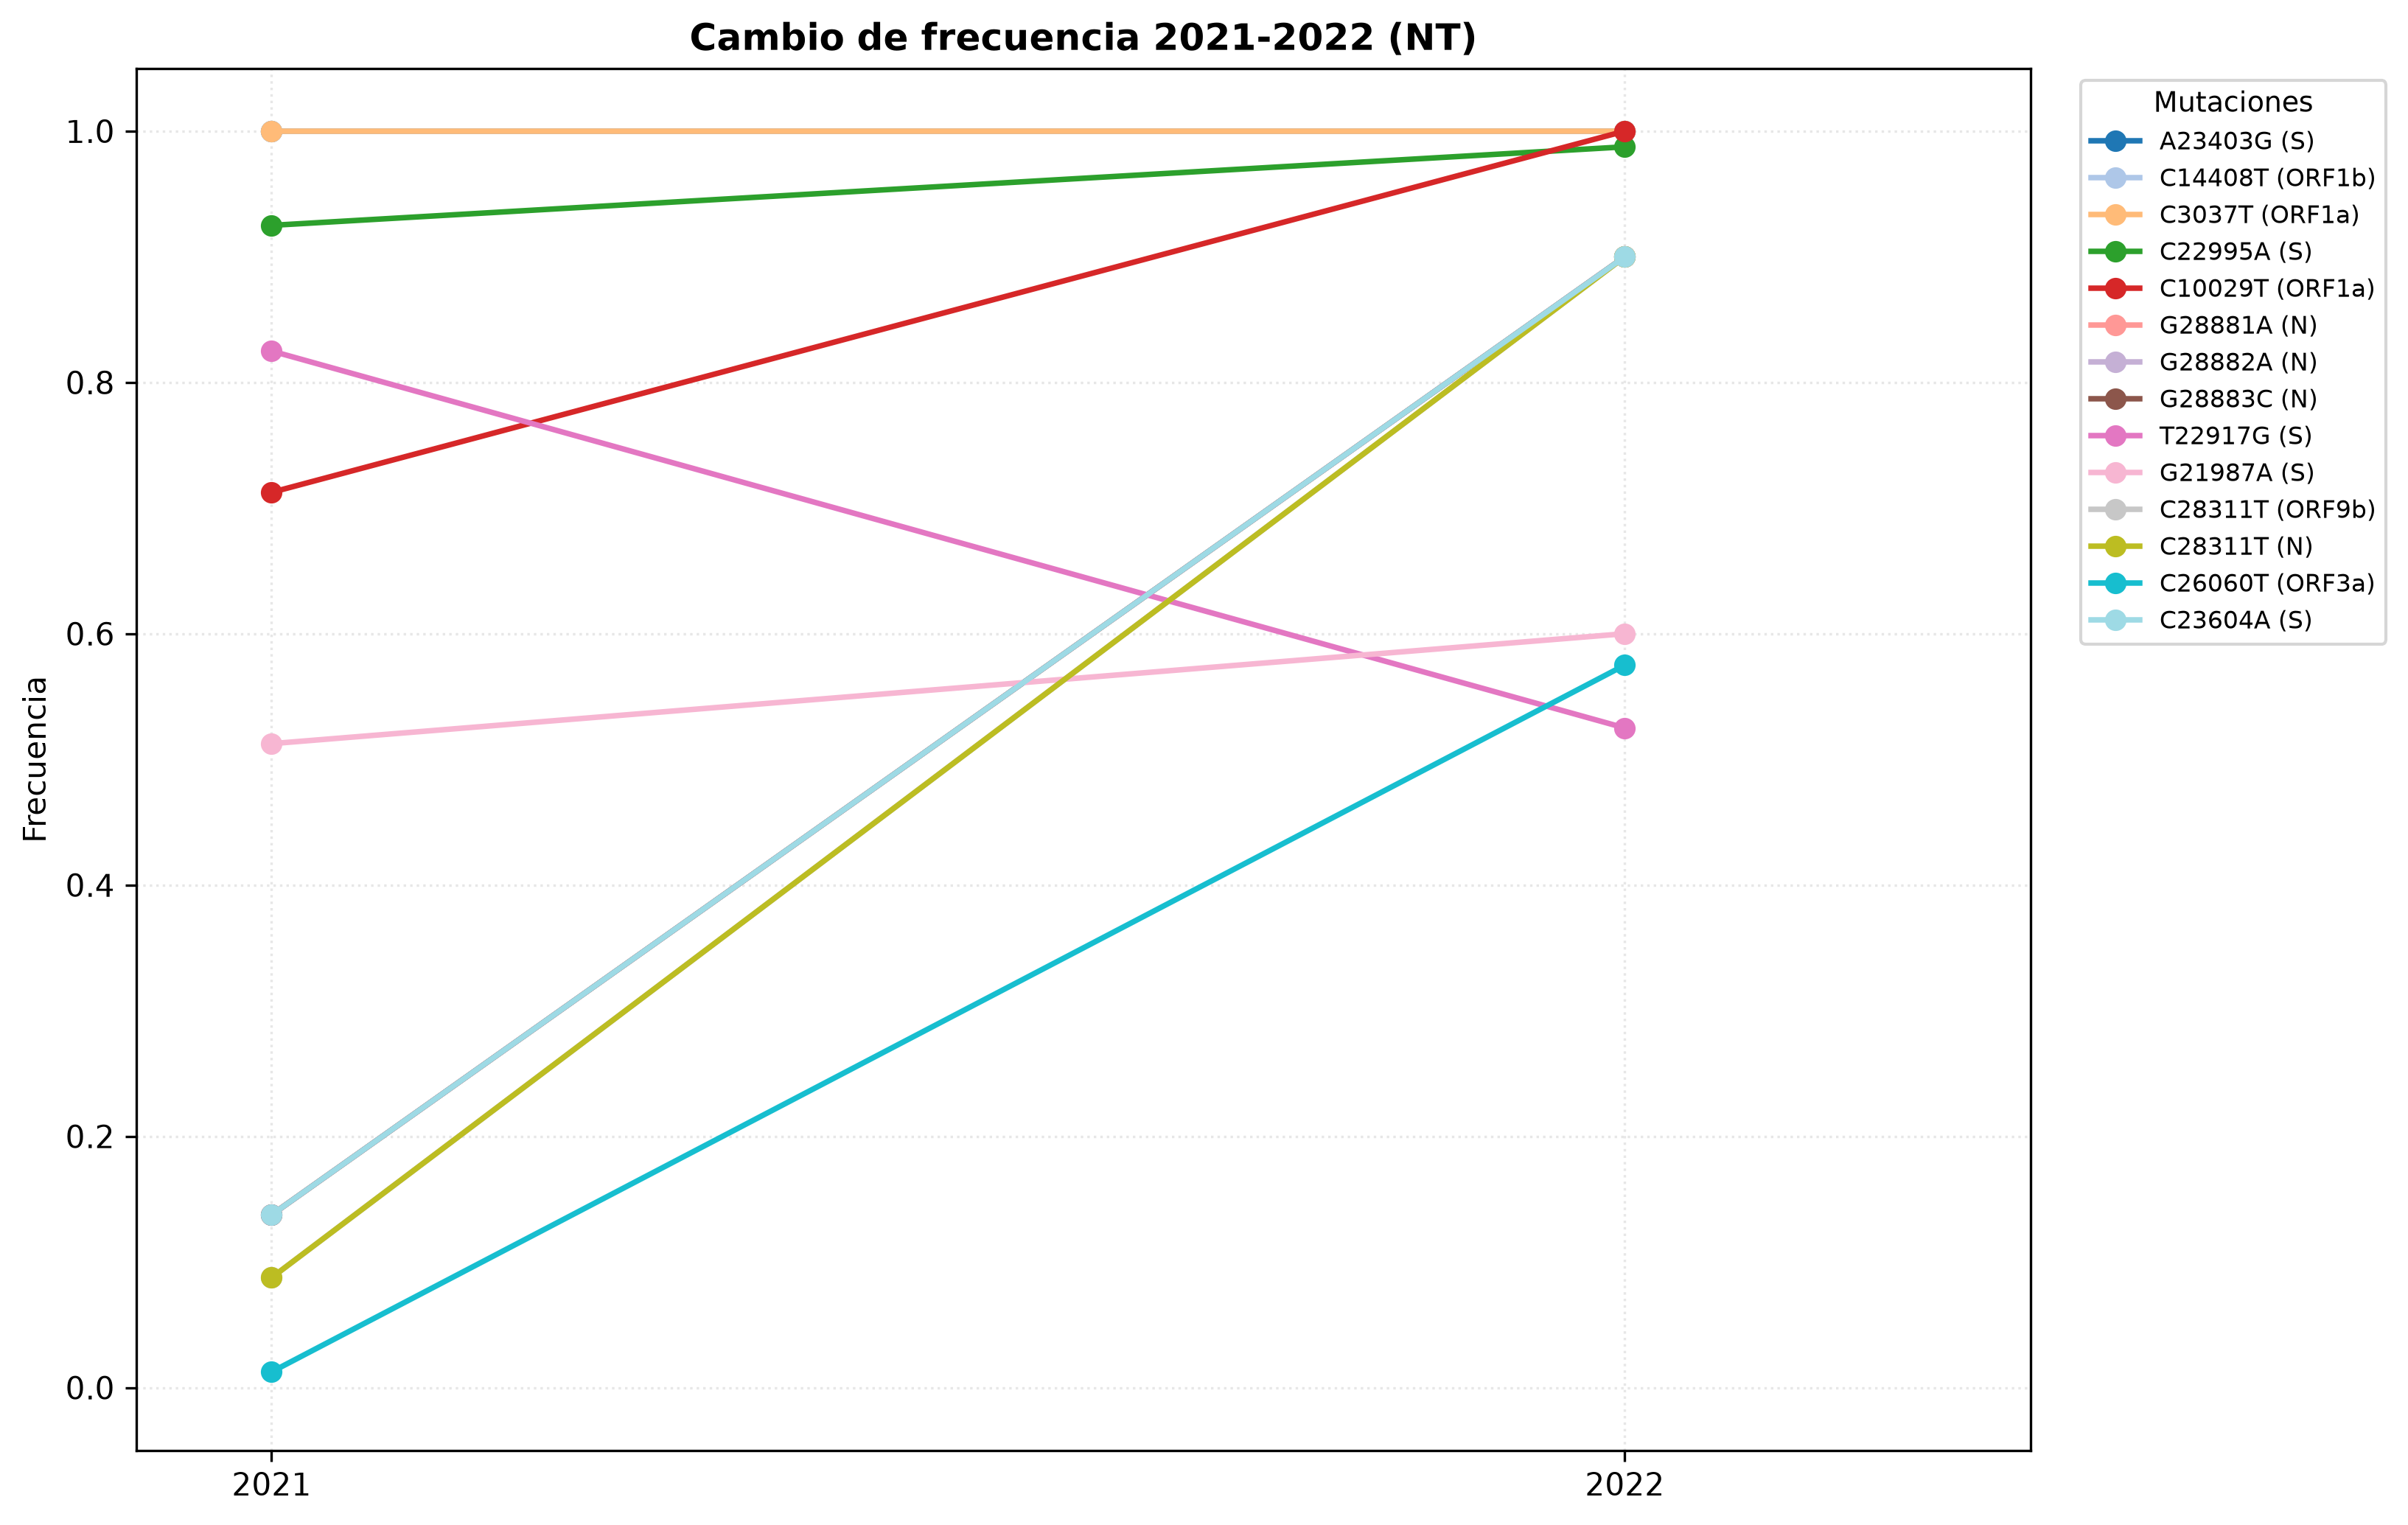 Cambio de frecuencia 2021-2022 (NT)
Frecuencia
1.0
0.8
0.6
0.4
0.2
0.0
2021
2022
Mutaciones
A23403G (S)
C14408T (ORF1b)
C3037T (ORF1a)
C22995A (S)
C10029T (ORF1a)
G28881A (N)
G28882A (N)
G28883C (N)
T22917G (S)
G21987A (S)
C28311T (ORF9b)
C28311T (N)
C26060T (ORF3a)
C23604A (S)